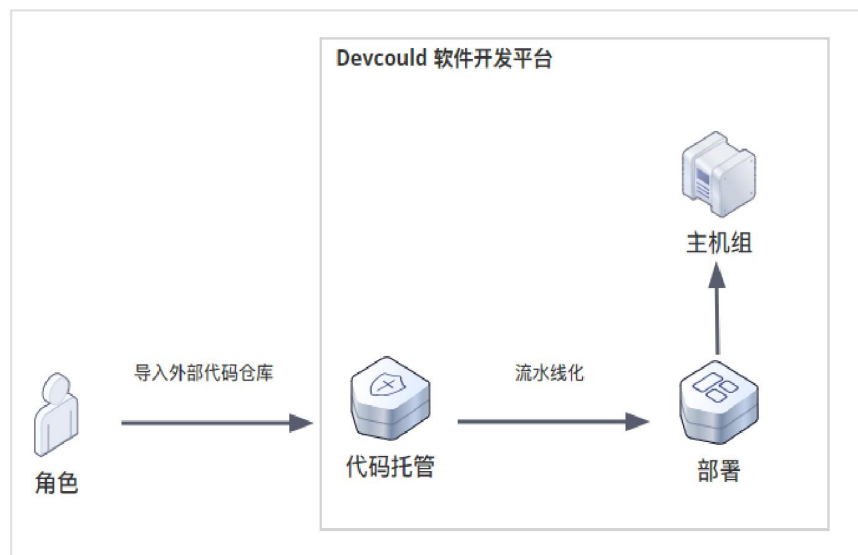 Devcould 软件开发平台
主机组
导入外部代码仓库
流水线化
角色
代码托管
部署